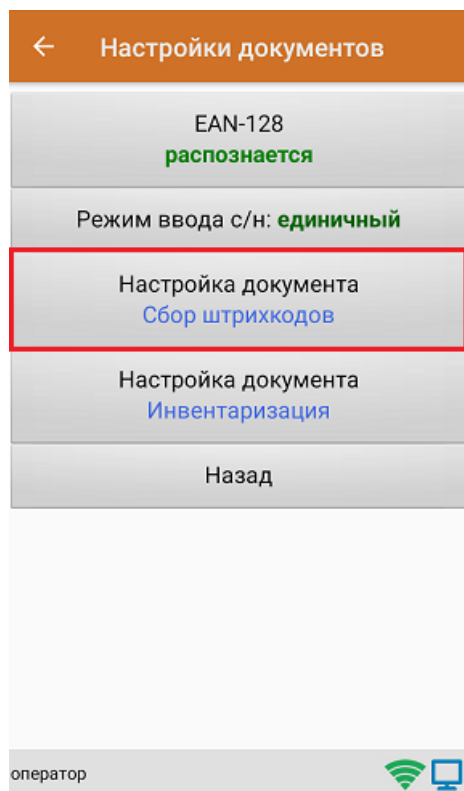 Настройки документов
EAN-128
распознается
Режим ввода с/н: единичный
Настройка документа
Сбор штрихкодов
Настройка документа
Инвентаризация
Назад
оператор